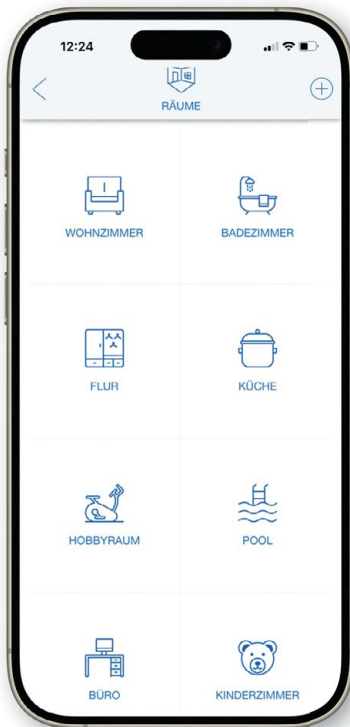 12:24
RÄUME
WOHNZIMMER
BADEZIMMER
FLUR
KÜCHE
HOBBYRAUM
POOL
BÜRO
KINDERZIMMER